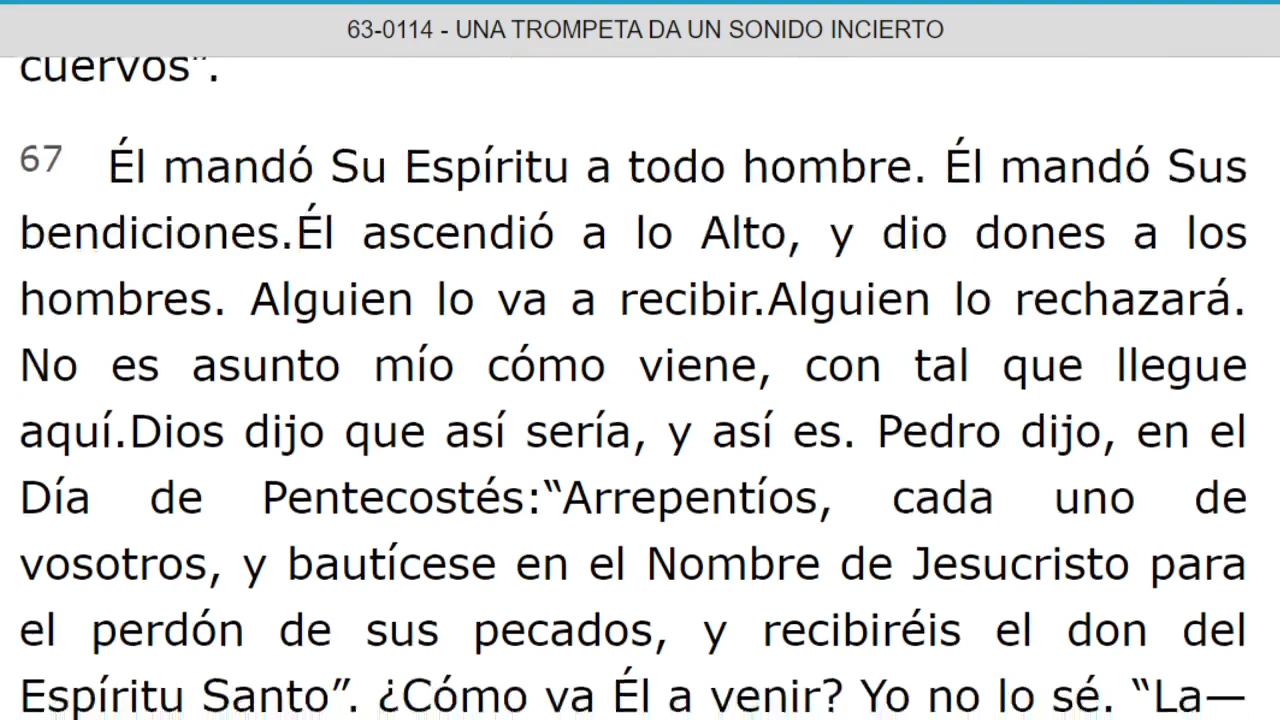 63-0114 - UNA TROMPETA DA UN SONIDO INCIERTO
cuervos”.
67 Él mandó Su Espíritu a todo hombre. Él mandó Sus
bendiciones.Él ascendió a lo Alto, y dio dones a los
hombres. Alguien lo va a recibir.Alguien lo rechazará.
No es asunto mío cómo viene, con tal que llegue
aquí.Dios dijo que así sería, y así es. Pedro dijo, en el
Día de Pentecostés:“Arrepentíos, cada uno de
vosotros, y bautícese en el Nombre de Jesucristo para
el perdón de sus pecados, y recibiréis el don del
Espíritu Santo”. ¿Cómo va Él a venir? Yo no lo sé. “La—